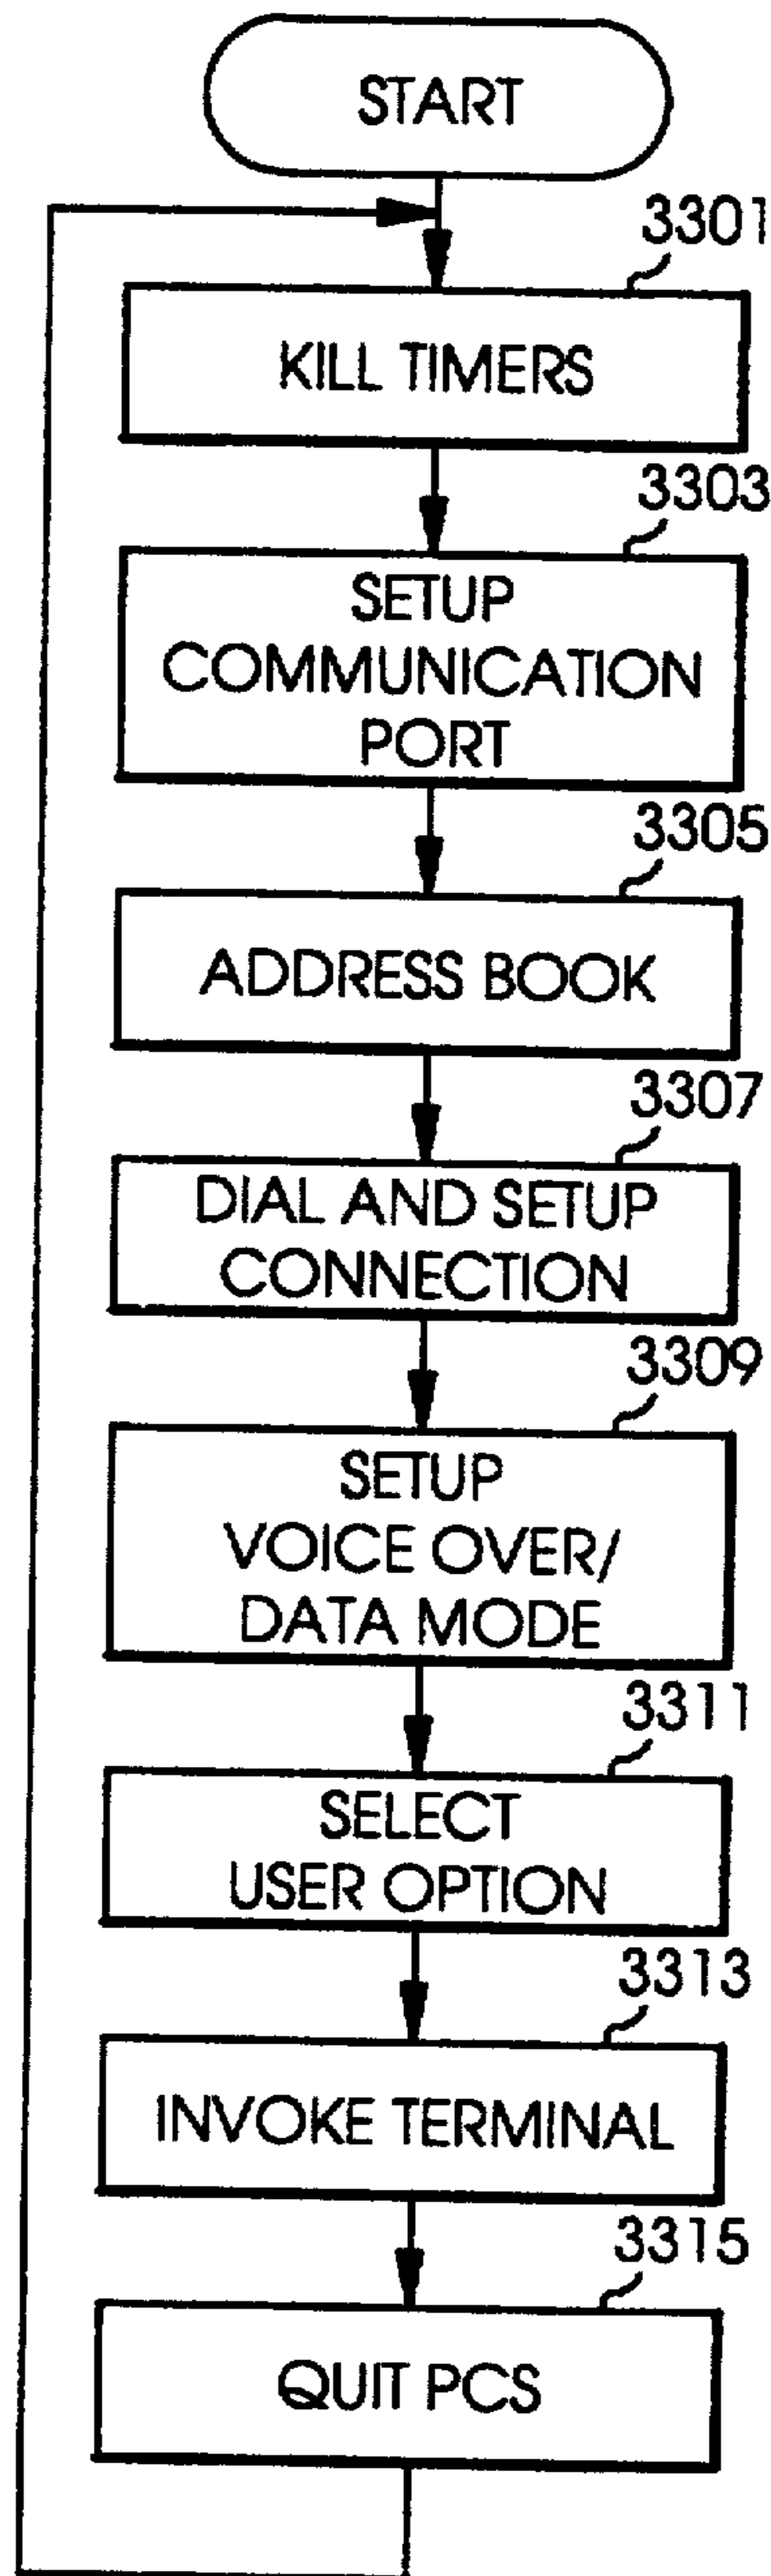 START
3301
KILL TIMERS
3303
SETUP
COMMUNICATION
PORT
3305
ADDRESS BOOK
3307
DIAL AND SETUP
CONNECTION
3309
SETUP
VOICE OVER/
DATA MODE
3311
SELECT
USER OPTION
3313
INVOKE TERMINAL
3315
QUIT PCS